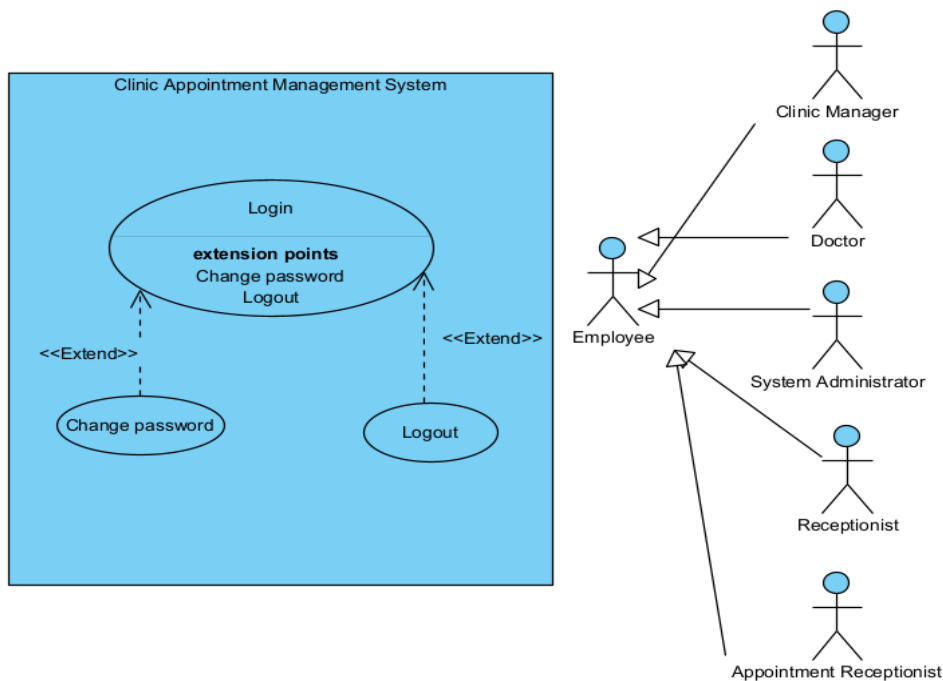 Clinic Appointment Management System
Login
extension points
Change password
Logout
<<Extend>>
<<Extend>>
Change password
Logout
Employee
Clinic Manager
Doctor
System Administrator
Receptionist
Appointment Receptionist